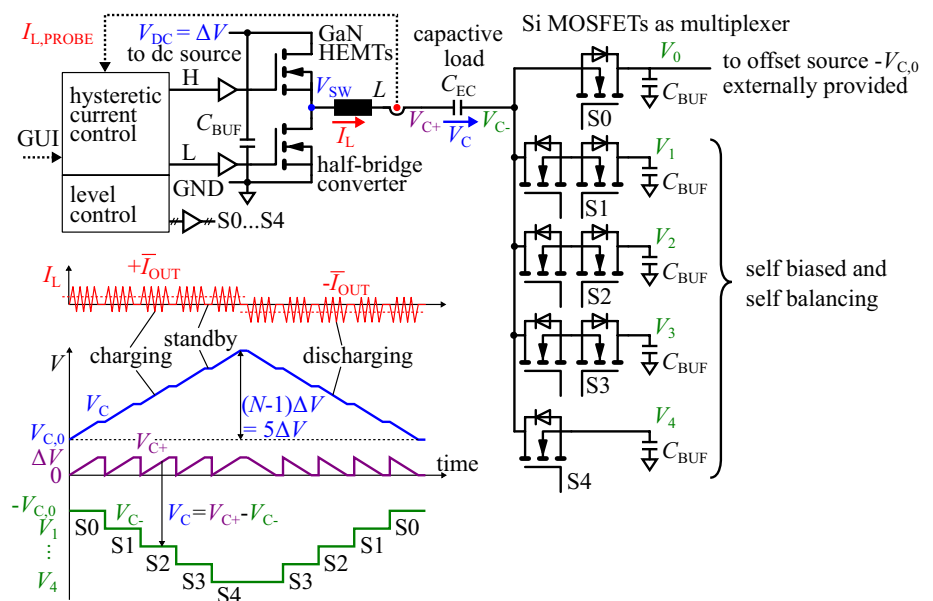 I_L,PROBE
V_DC = ΔV
to dc source
GaN
HEMTs
capactive
load
C_EC
Si MOSFETs as multiplexer
V_0
to offset source -V_C,0
externally provided
C_BUF
S0
hysteretic
current
control
GUI
level
control
H
L
C_BUF
GND
V_SW
L
I_L
half-bridge
converter
V_C+
V_C
V_C-
S0...S4
V_1
C_BUF
S1
V_2
C_BUF
S2
V_3
C_BUF
S3
V_4
C_BUF
S4
self biased and
self balancing
I_L
+I̅_OUT
-I̅_OUT
charging
standby
discharging
V
V_C
(N-1)ΔV
= 5ΔV
V_C,0
V_C+
ΔV
0
time
-V_C,0
V_1
⋮
V_4
V_C-
V_C=V_C+-V_C-
S0
S1
S2
S3
S4
S3
S2
S1
S0